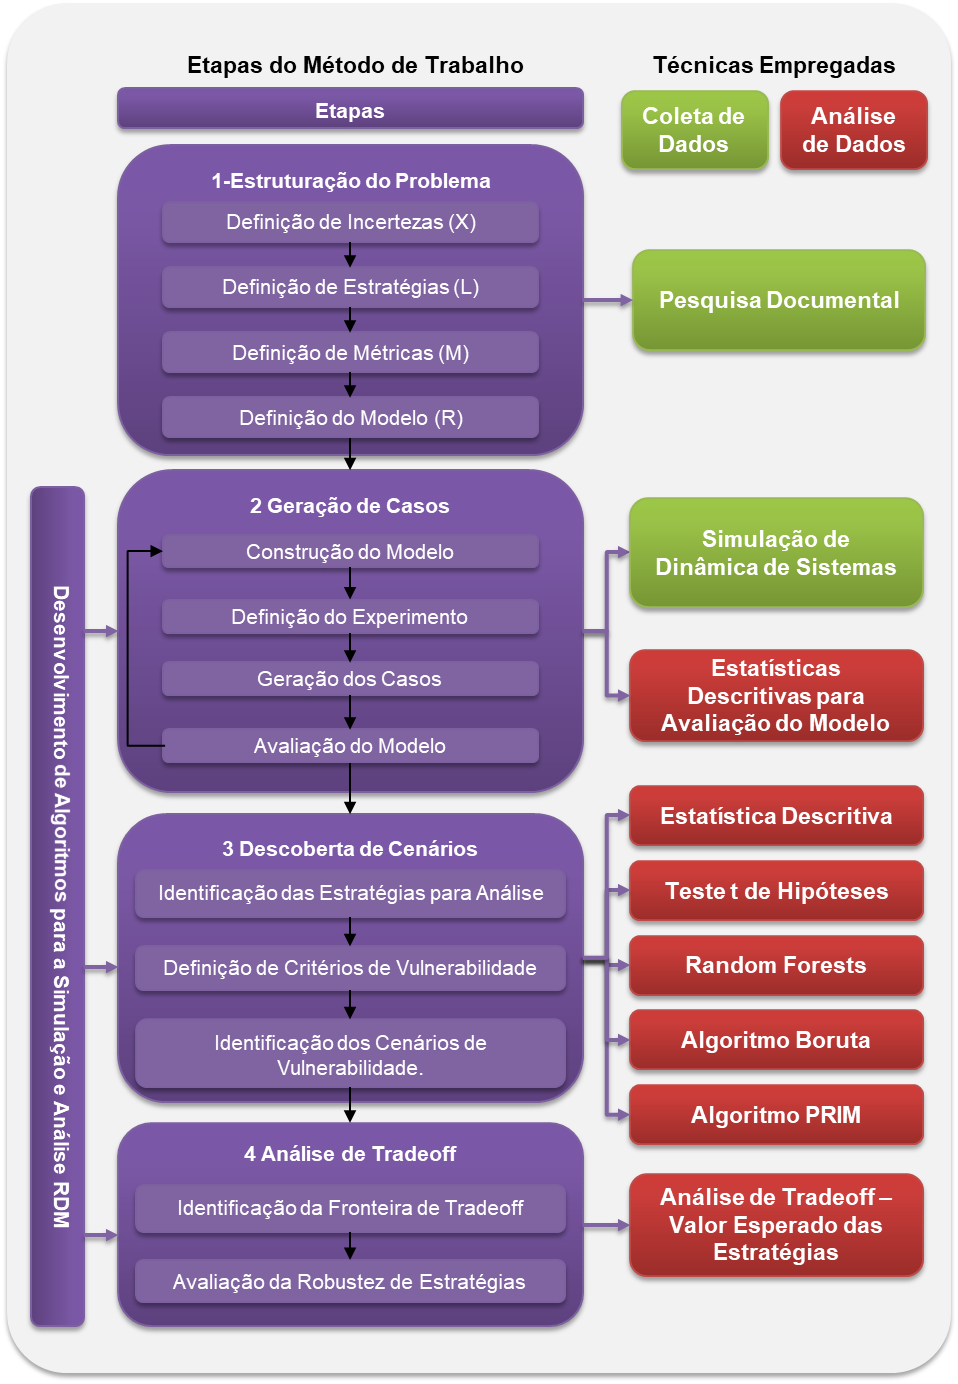 Etapas do Método de Trabalho
Técnicas Empregadas
Etapas
Coleta de
Dados
Análise
de Dados
1-Estruturação do Problema
Definição de Incertezas (X)
Definição de Estratégias (L)
Definição de Métricas (M)
Definição do Modelo (R)
Pesquisa Documental
Desenvolvimento de Algoritmos para a Simulação e Análise RDM
2 Geração de Casos
Construção do Modelo
Definição do Experimento
Geração dos Casos
Avaliação do Modelo
Simulação de
Dinâmica de Sistemas
Estatísticas
Descritivas para
Avaliação do Modelo
3 Descoberta de Cenários
Identificação das Estratégias para Análise
Definição de Critérios de Vulnerabilidade
Identificação dos Cenários de
Vulnerabilidade.
Estatística Descritiva
Teste t de Hipóteses
Random Forests
Algoritmo Boruta
Algoritmo PRIM
4 Análise de Tradeoff
Identificação da Fronteira de Tradeoff
Avaliação da Robustez de Estratégias
Análise de Tradeoff –
Valor Esperado das
Estratégias